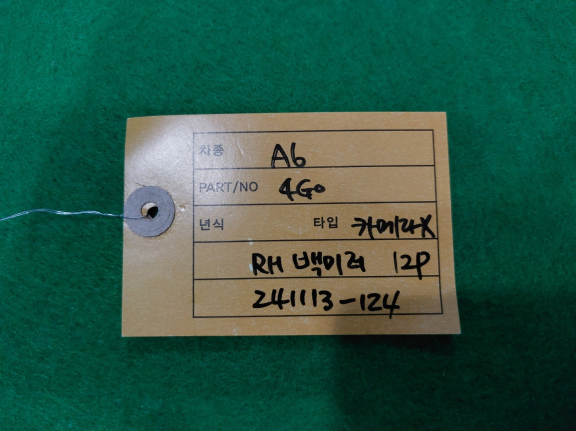 차종 A6
PART/NO 4G0
년식 타입 카메라X
RH 백미러 12P
241113-124